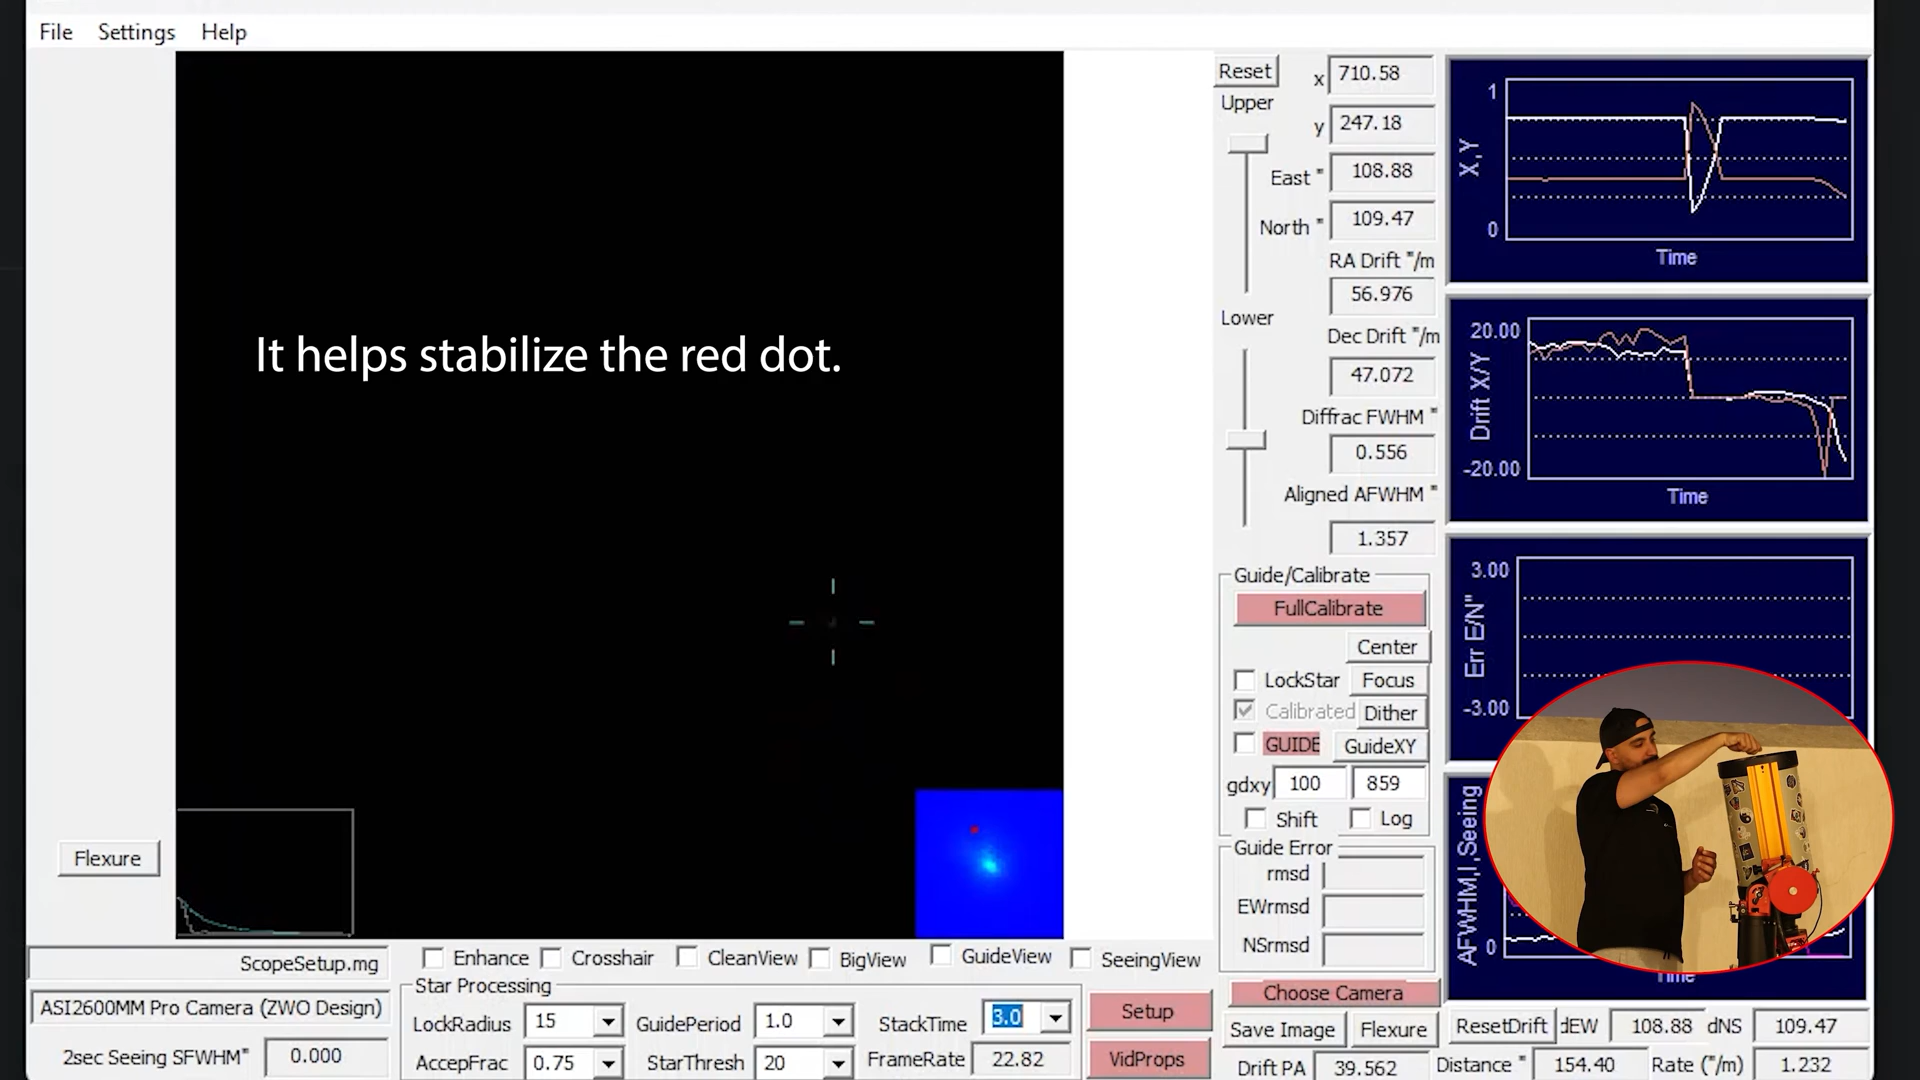 File Settings Help
It helps stabilize the red dot.
Flexure
ScopeSetup.mg
ASI2600MM Pro Camera (ZWO Design)
2sec Seeing SFWHM" 0.000
Enhance Crosshair CleanView BigView GuideView SeeingView
Star Processing
LockRadius 15 GuidePeriod 1.0 StackTime 3.0
AccepFrac 0.75 StarThresh 20 FrameRate 22.82
Setup
VidProps
Reset x 710.58
Upper y 247.18
East " 108.88
North " 109.47
RA Drift "/m
56.976
Lower
Dec Drift "/m
47.072
Diffrac FWHM "
0.556
Aligned AFWHM "
1.357
Guide/Calibrate
FullCalibrate
Center
LockStar Focus
Calibrated Dither
GUIDE GuideXY
gdxy 100 859
Shift Log
Guide Error
rmsd
EWrmsd
NSrmsd
Choose Camera
Save Image Flexure ResetDrift dEW 108.88 dNS 109.47
Drift PA 39.562 Distance " 154.40 Rate ("/m) 1.232
1
X,Y
0
Time
20.00
Drift X/Y
-20.00
Time
3.00
Err E/N"
-3.00
AFWHM,I,Seeing
0
Time